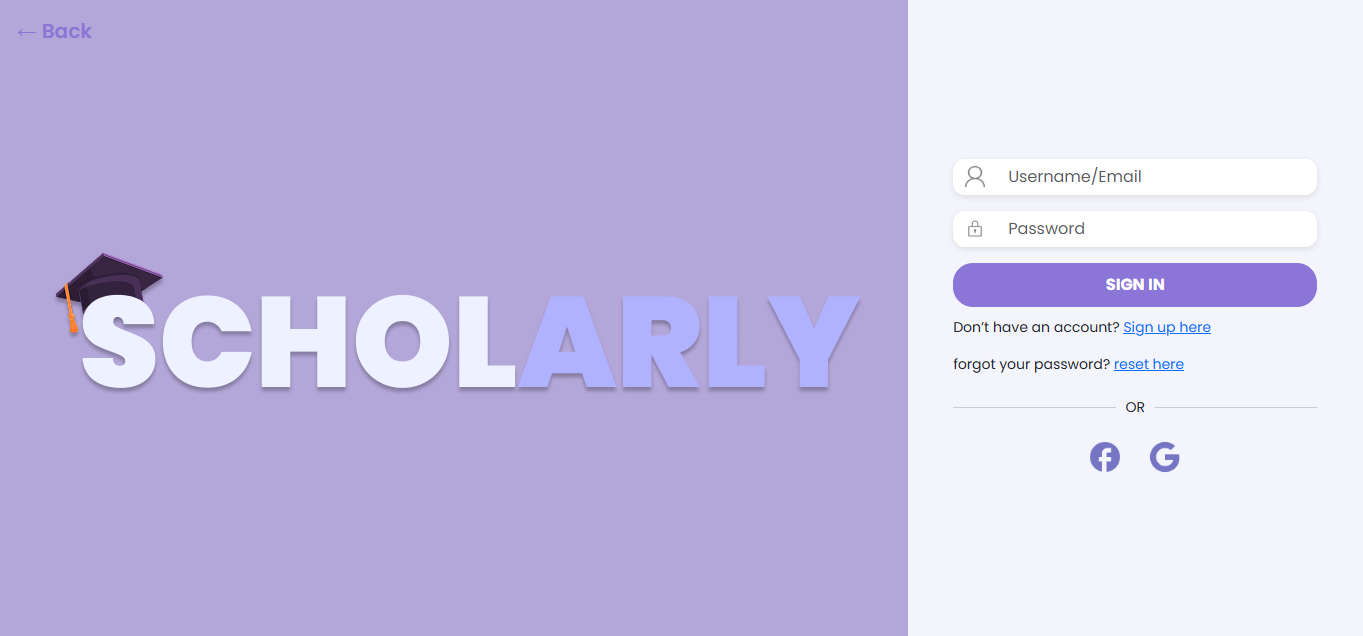 ← Back
SCHOLARLY
Username/Email
Password
SIGN IN
Don't have an account? Sign up here
forgot your password? reset here
OR